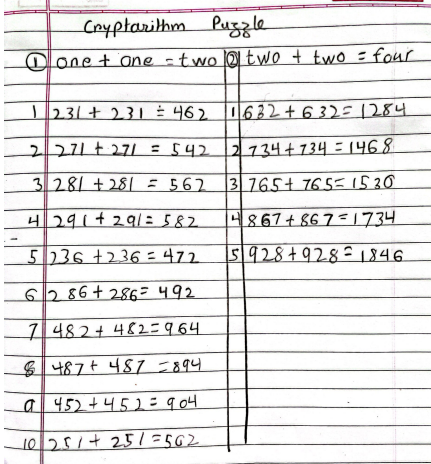 Cryptarithm Puzzle
① one + one = two ② two + two = four
1 231 + 231 = 462 1 632 + 632 = 1284
2 271 + 271 = 542 2 734 + 734 = 1468
3 281 + 281 = 562 3 765 + 765 = 1530
4 291 + 291 = 582 4 867 + 867 = 1734
5 236 + 236 = 472 5 928 + 928 = 1846
6 286 + 286 = 492
7 482 + 482 = 964
8 487 + 487 = 894
9 452 + 452 = 904
10 251 + 251 = 502